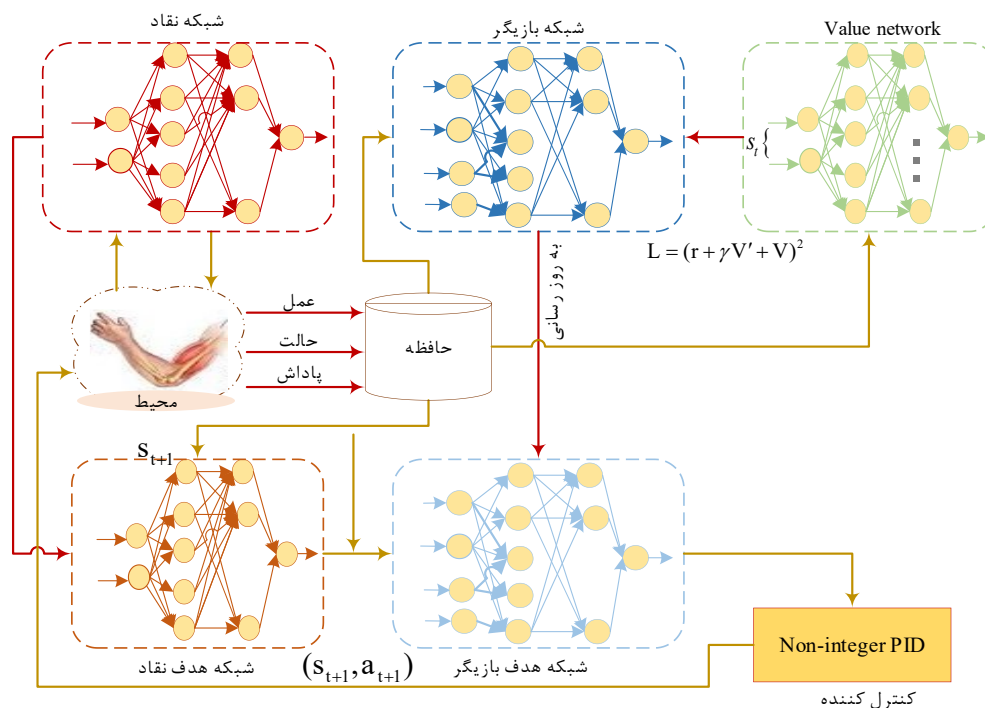 شبکه نقاد
شبکه بازیگر
Value network
s_t{
L = (r + γV′ + V)²
به روز رسانی
عمل
حالت
پاداش
حافظه
محیط
s_{t+1}
شبکه هدف نقاد
(s_{t+1}, a_{t+1})
شبکه هدف بازیگر
Non-integer PID
کنترل کننده